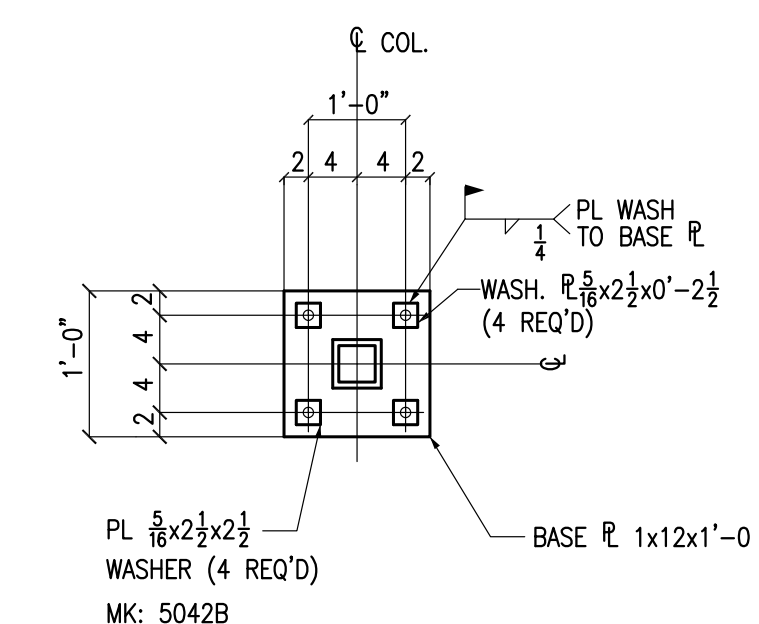 ℄ COL.
1'-0"
2 4 4 2
PL WASH
TO BASE ⅊
1/4
WASH. ⅊ 5/16x2 1/2x0'-2 1/2
(4 REQ'D)
℄
1'-0"
2
4
4
2
PL 5/16x2 1/2x2 1/2
WASHER (4 REQ'D)
MK: 5042B
BASE ⅊ 1x12x1'-0